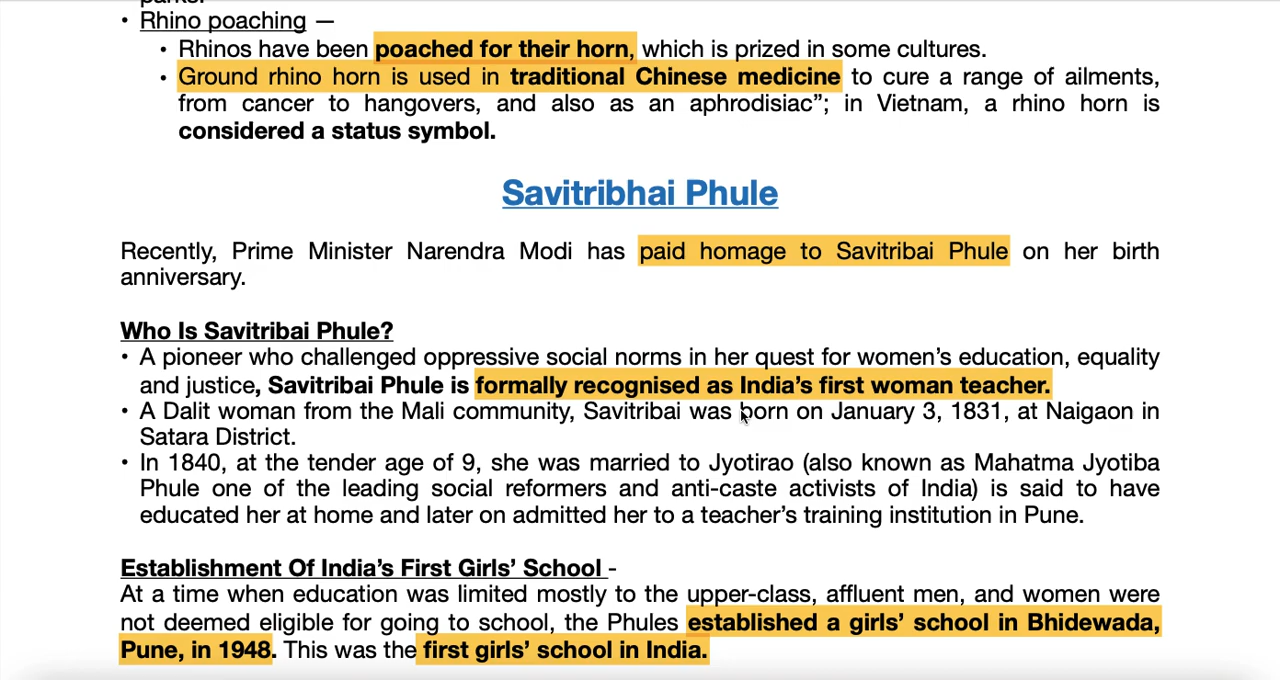 parks.
• Rhino poaching —
• Rhinos have been poached for their horn, which is prized in some cultures.
• Ground rhino horn is used in traditional Chinese medicine to cure a range of ailments,
from cancer to hangovers, and also as an aphrodisiac”; in Vietnam, a rhino horn is
considered a status symbol.
Savitribhai Phule
Recently, Prime Minister Narendra Modi has paid homage to Savitribai Phule on her birth
anniversary.
Who Is Savitribai Phule?
• A pioneer who challenged oppressive social norms in her quest for women’s education, equality
and justice, Savitribai Phule is formally recognised as India’s first woman teacher.
• A Dalit woman from the Mali community, Savitribai was born on January 3, 1831, at Naigaon in
Satara District.
• In 1840, at the tender age of 9, she was married to Jyotirao (also known as Mahatma Jyotiba
Phule one of the leading social reformers and anti-caste activists of India) is said to have
educated her at home and later on admitted her to a teacher’s training institution in Pune.
Establishment Of India’s First Girls’ School -
At a time when education was limited mostly to the upper-class, affluent men, and women were
not deemed eligible for going to school, the Phules established a girls’ school in Bhidewada,
Pune, in 1948. This was the first girls’ school in India.